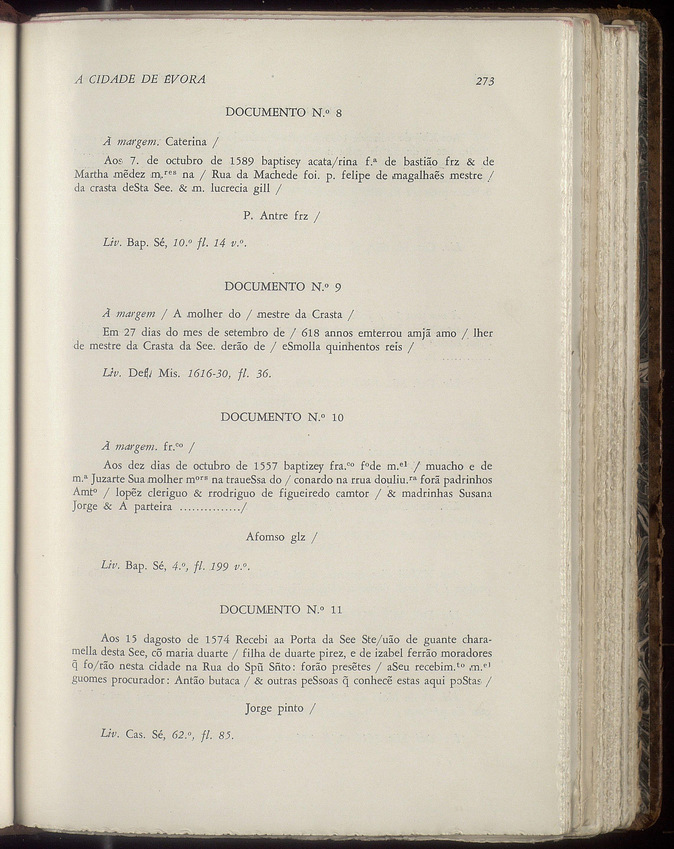 A CIDADE DE ÉVORA 273
DOCUMENTO N.º 8
À margem. Caterina /
Aos 7. de octubro de 1589 baptisey acata/rina f.ª de bastião frz & de
Martha mẽdez m.res na / Rua da Machede foi. p. felipe de magalhaẽs mestre /
da crasta deSta See. & m. lucrecia gill /
P. Antre frz /
Liv. Bap. Sé, 10.º fl. 14 v.º.
DOCUMENTO N.º 9
À margem / A molher do / mestre da Crasta /
Em 27 dias do mes de setembro de / 618 annos emterrou amjã amo / lher
de mestre da Crasta da See. derão de / eSmolla quinhentos reis /
Liv. Mis. 1616-30, fl. 36.
DOCUMENTO N.º 10
À margem. fr.co /
Aos dez dias de octubro de 1557 baptizey fra.co fºde m.el / muacho e de
m.ª Juzarte Sua molher mors na traueSsa do / conardo na rrua douliu.ra forã padrinhos
Amtº / lopẽz cleriguo & rrodriguo de figueiredo camtor / & madrinhas Susana
Jorge & A parteira ............../
Afomso glz /
Liv. Bap. Sé, 4.º, fl. 199 v.º.
DOCUMENTO N.º 11
Aos 15 dagosto de 1574 Recebi aa Porta da See Ste/uão de guante chara-
mella desta See, cõ maria duarte / filha de duarte pirez, e de izabel ferrão moradores
q̃ fo/rão nesta cidade na Rua do Spũ Sñto: forão presẽtes / aSeu recebim.to m.el
guomes procurador: Antão butaca / & outras peSsoas q̃ conhecẽ estas aqui poStas /
Jorge pinto /
Liv. Cas. Sé, 62.º, fl. 85.